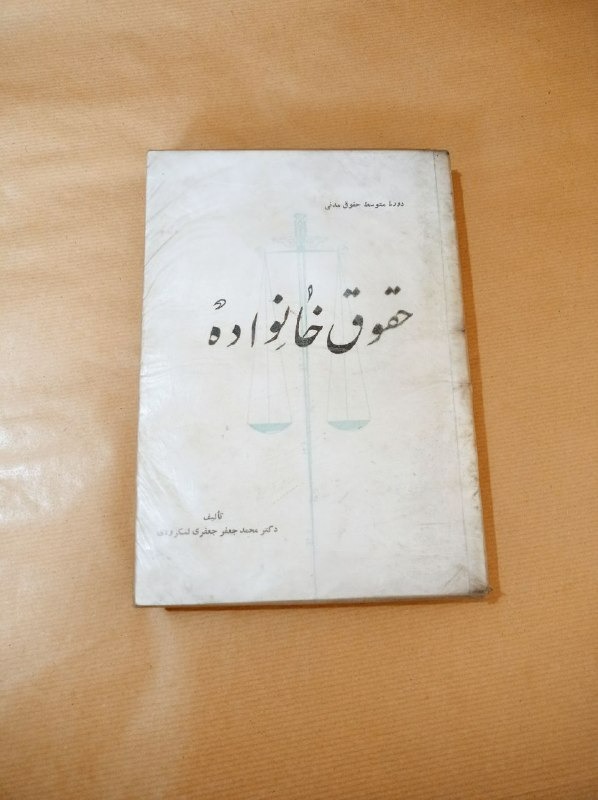 دورهٔ متوسط حقوق مدنی
حقوق خانواده
تألیف
دکتر محمد جعفر جعفری لنگرودی